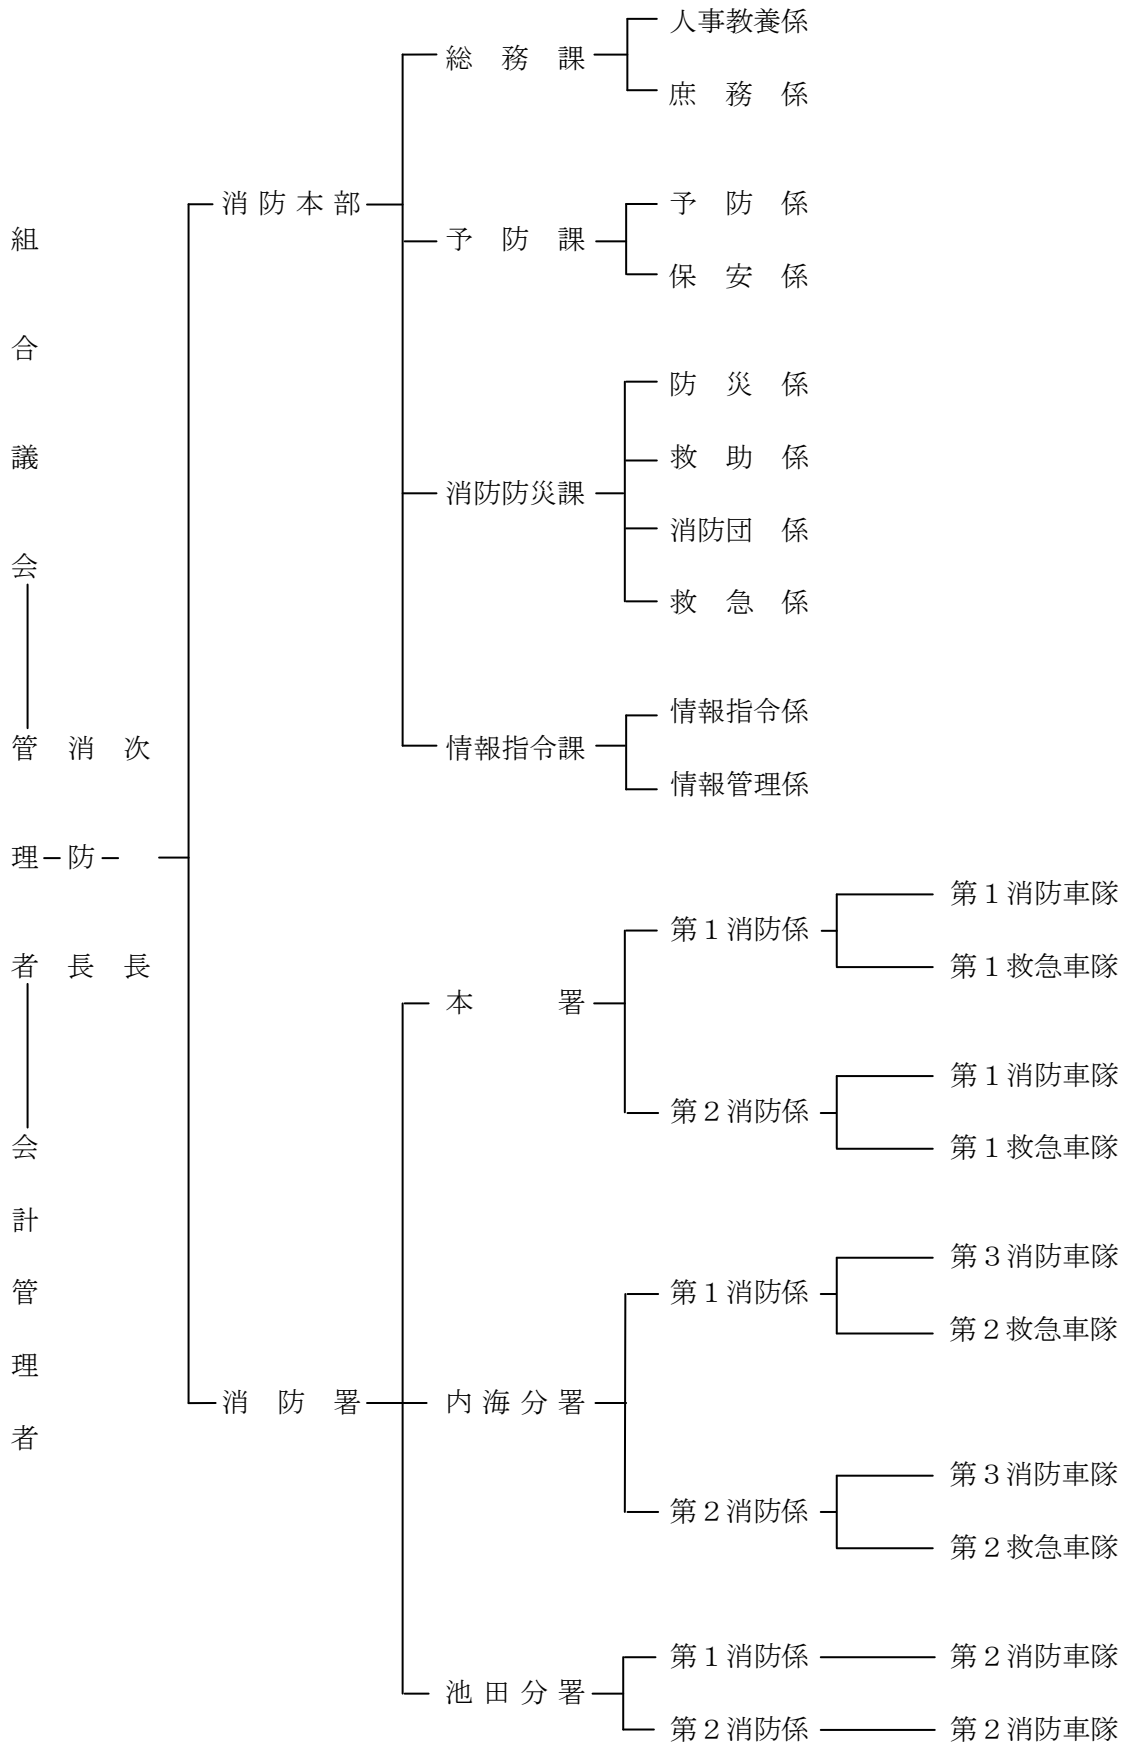 組合議会
管理者
会計管理者
消防長
次長
消防本部
総務課
人事教養係
庶務係
予防課
予防係
保安係
消防防災課
防災係
救助係
消防団係
救急係
情報指令課
情報指令係
情報管理係
消防署
本署
第1消防係
第1消防車隊
第1救急車隊
第2消防係
第1消防車隊
第1救急車隊
内海分署
第1消防係
第3消防車隊
第2救急車隊
第2消防係
第3消防車隊
第2救急車隊
池田分署
第1消防係
第2消防車隊
第2消防係
第2消防車隊